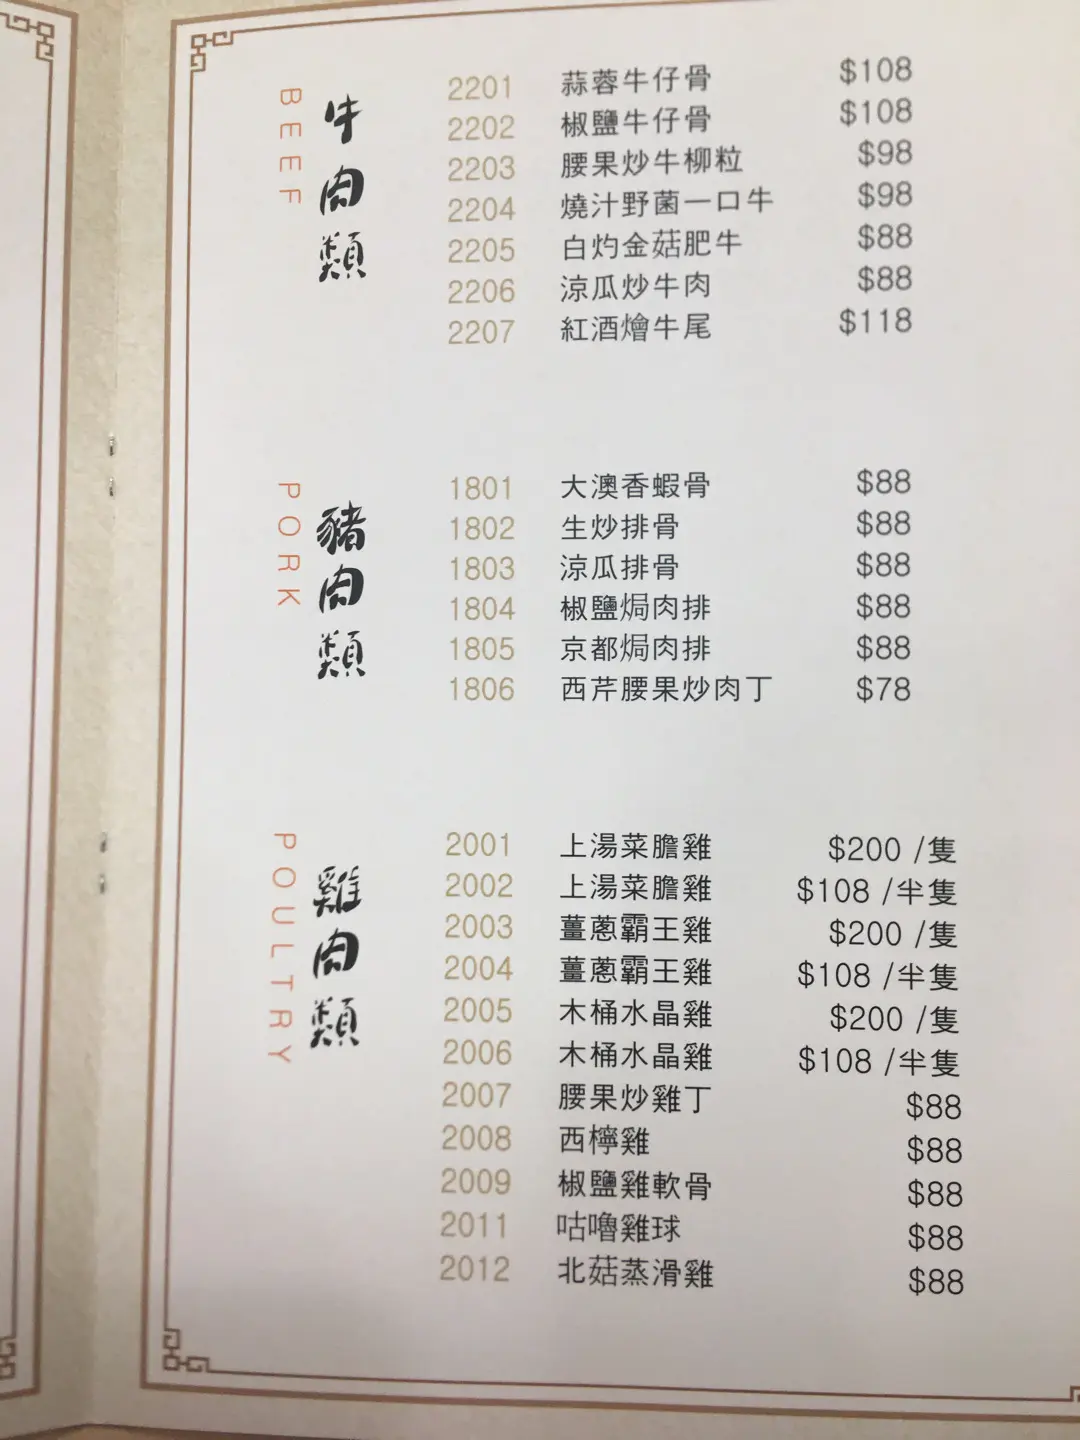 BEEF
牛肉類
2201 蒜蓉牛仔骨 $108
2202 椒鹽牛仔骨 $108
2203 腰果炒牛柳粒 $98
2204 燒汁野菌一口牛 $98
2205 白灼金菇肥牛 $88
2206 涼瓜炒牛肉 $88
2207 紅酒燴牛尾 $118
PORK
豬肉類
1801 大澳香蝦骨 $88
1802 生炒排骨 $88
1803 涼瓜排骨 $88
1804 椒鹽焗肉排 $88
1805 京都焗肉排 $88
1806 西芹腰果炒肉丁 $78
POULTRY
雞肉類
2001 上湯菜膽雞 $200 /隻
2002 上湯菜膽雞 $108 /半隻
2003 薑蔥霸王雞 $200 /隻
2004 薑蔥霸王雞 $108 /半隻
2005 木桶水晶雞 $200 /隻
2006 木桶水晶雞 $108 /半隻
2007 腰果炒雞丁 $88
2008 西檸雞 $88
2009 椒鹽雞軟骨 $88
2011 咕嚕雞球 $88
2012 北菇蒸滑雞 $88